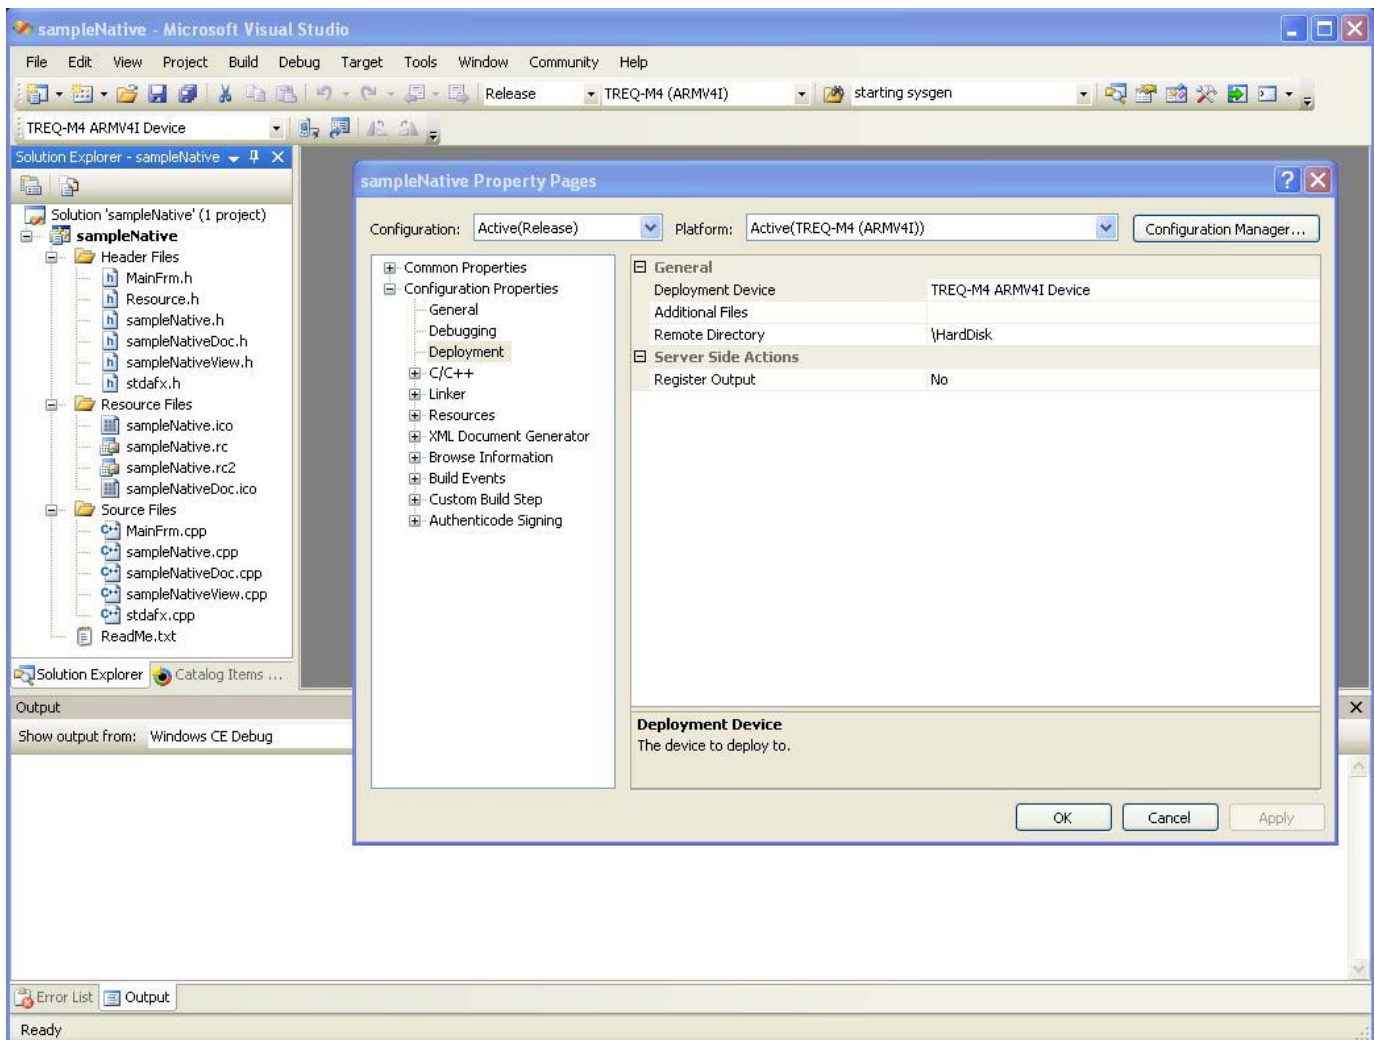 sampleNative - Microsoft Visual Studio
File Edit View Project Build Debug Target Tools Window Community Help
Release TREQ-M4 (ARMV4I) starting sysgen
TREQ-M4 ARMV4I Device
Solution Explorer - sampleNative
Solution 'sampleNative' (1 project)
sampleNative
Header Files
MainFrm.h
Resource.h
sampleNative.h
sampleNativeDoc.h
sampleNativeView.h
stdafx.h
Resource Files
sampleNative.ico
sampleNative.rc
sampleNative.rc2
sampleNativeDoc.ico
Source Files
MainFrm.cpp
sampleNative.cpp
sampleNativeDoc.cpp
sampleNativeView.cpp
stdafx.cpp
ReadMe.txt
Solution Explorer Catalog Items ...
sampleNative Property Pages
Configuration: Active(Release) Platform: Active(TREQ-M4 (ARMV4I)) Configuration Manager...
Common Properties
Configuration Properties
General
Debugging
Deployment
C/C++
Linker
Resources
XML Document Generator
Browse Information
Build Events
Custom Build Step
Authenticode Signing
General
Deployment Device TREQ-M4 ARMV4I Device
Additional Files
Remote Directory \HardDisk
Server Side Actions
Register Output No
Deployment Device
The device to deploy to.
OK Cancel Apply
Output
Show output from: Windows CE Debug
Error List Output
Ready